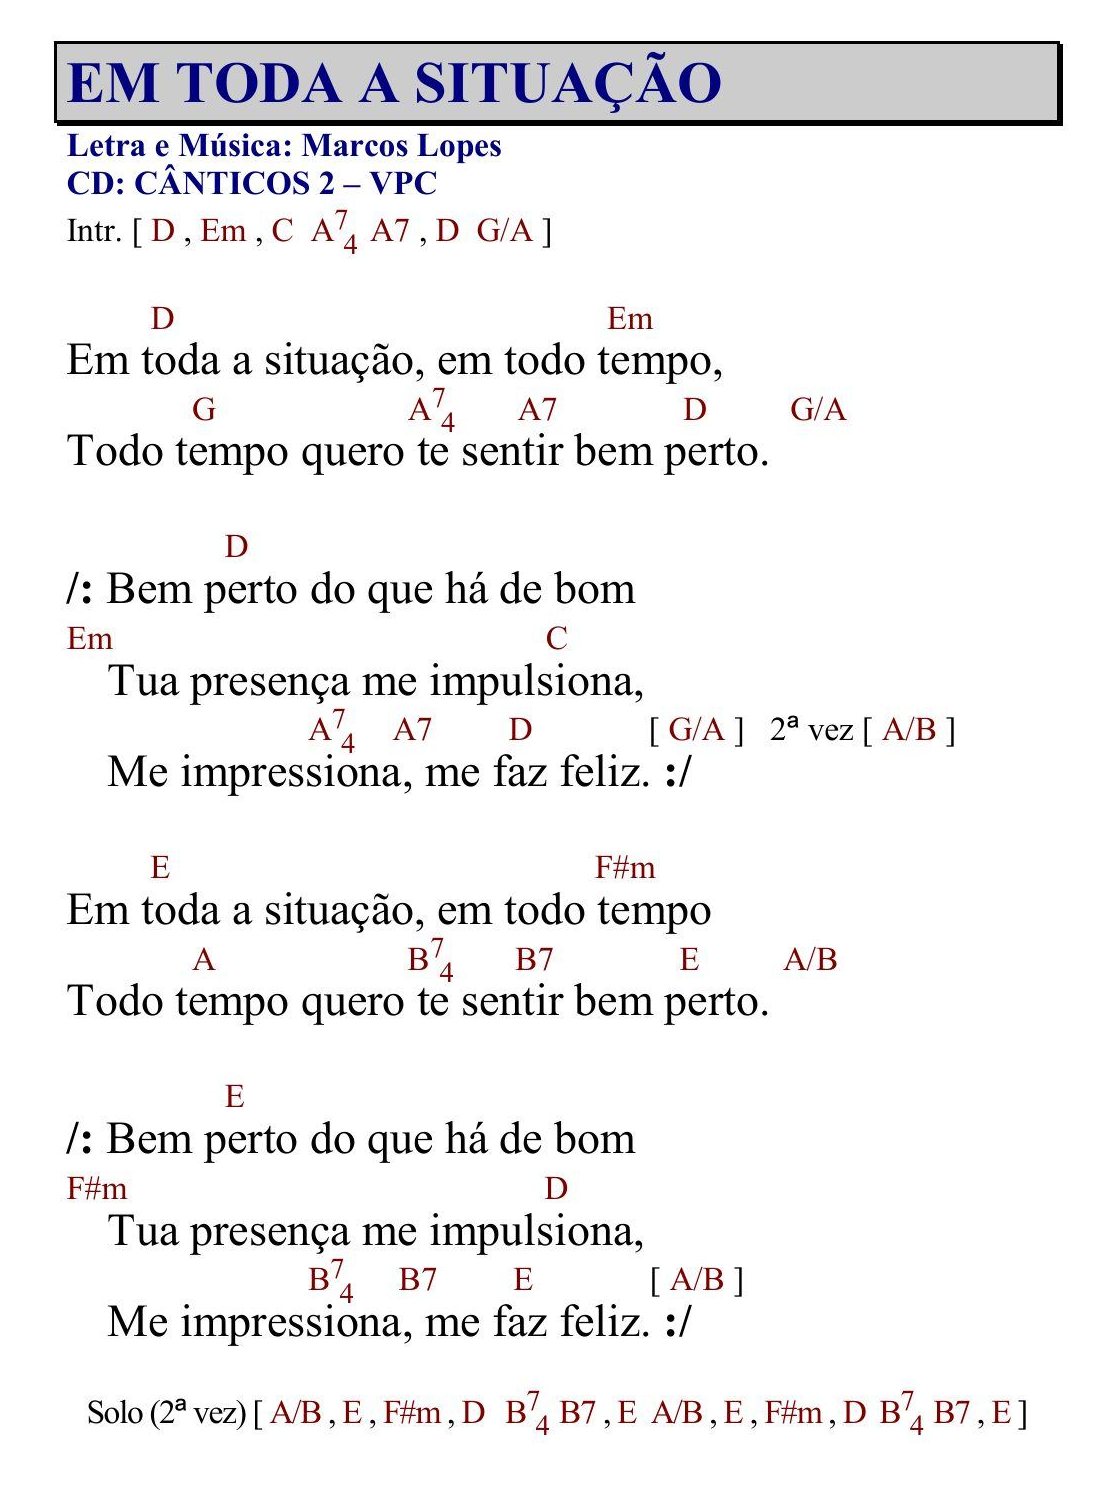 EM TODA A SITUAÇÃO
Letra e Música: Marcos Lopes
CD: CÂNTICOS 2 – VPC
Intr. [ D , Em , C A7/4 A7 , D G/A ]
D Em
Em toda a situação, em todo tempo,
G A7/4 A7 D G/A
Todo tempo quero te sentir bem perto.
D
/: Bem perto do que há de bom
Em C
Tua presença me impulsiona,
A7/4 A7 D [ G/A ] 2ª vez [ A/B ]
Me impressiona, me faz feliz. :/
E F#m
Em toda a situação, em todo tempo
A B7/4 B7 E A/B
Todo tempo quero te sentir bem perto.
E
/: Bem perto do que há de bom
F#m D
Tua presença me impulsiona,
B7/4 B7 E [ A/B ]
Me impressiona, me faz feliz. :/
Solo (2ª vez) [ A/B , E , F#m , D B7/4 B7 , E A/B , E , F#m , D B7/4 B7 , E ]